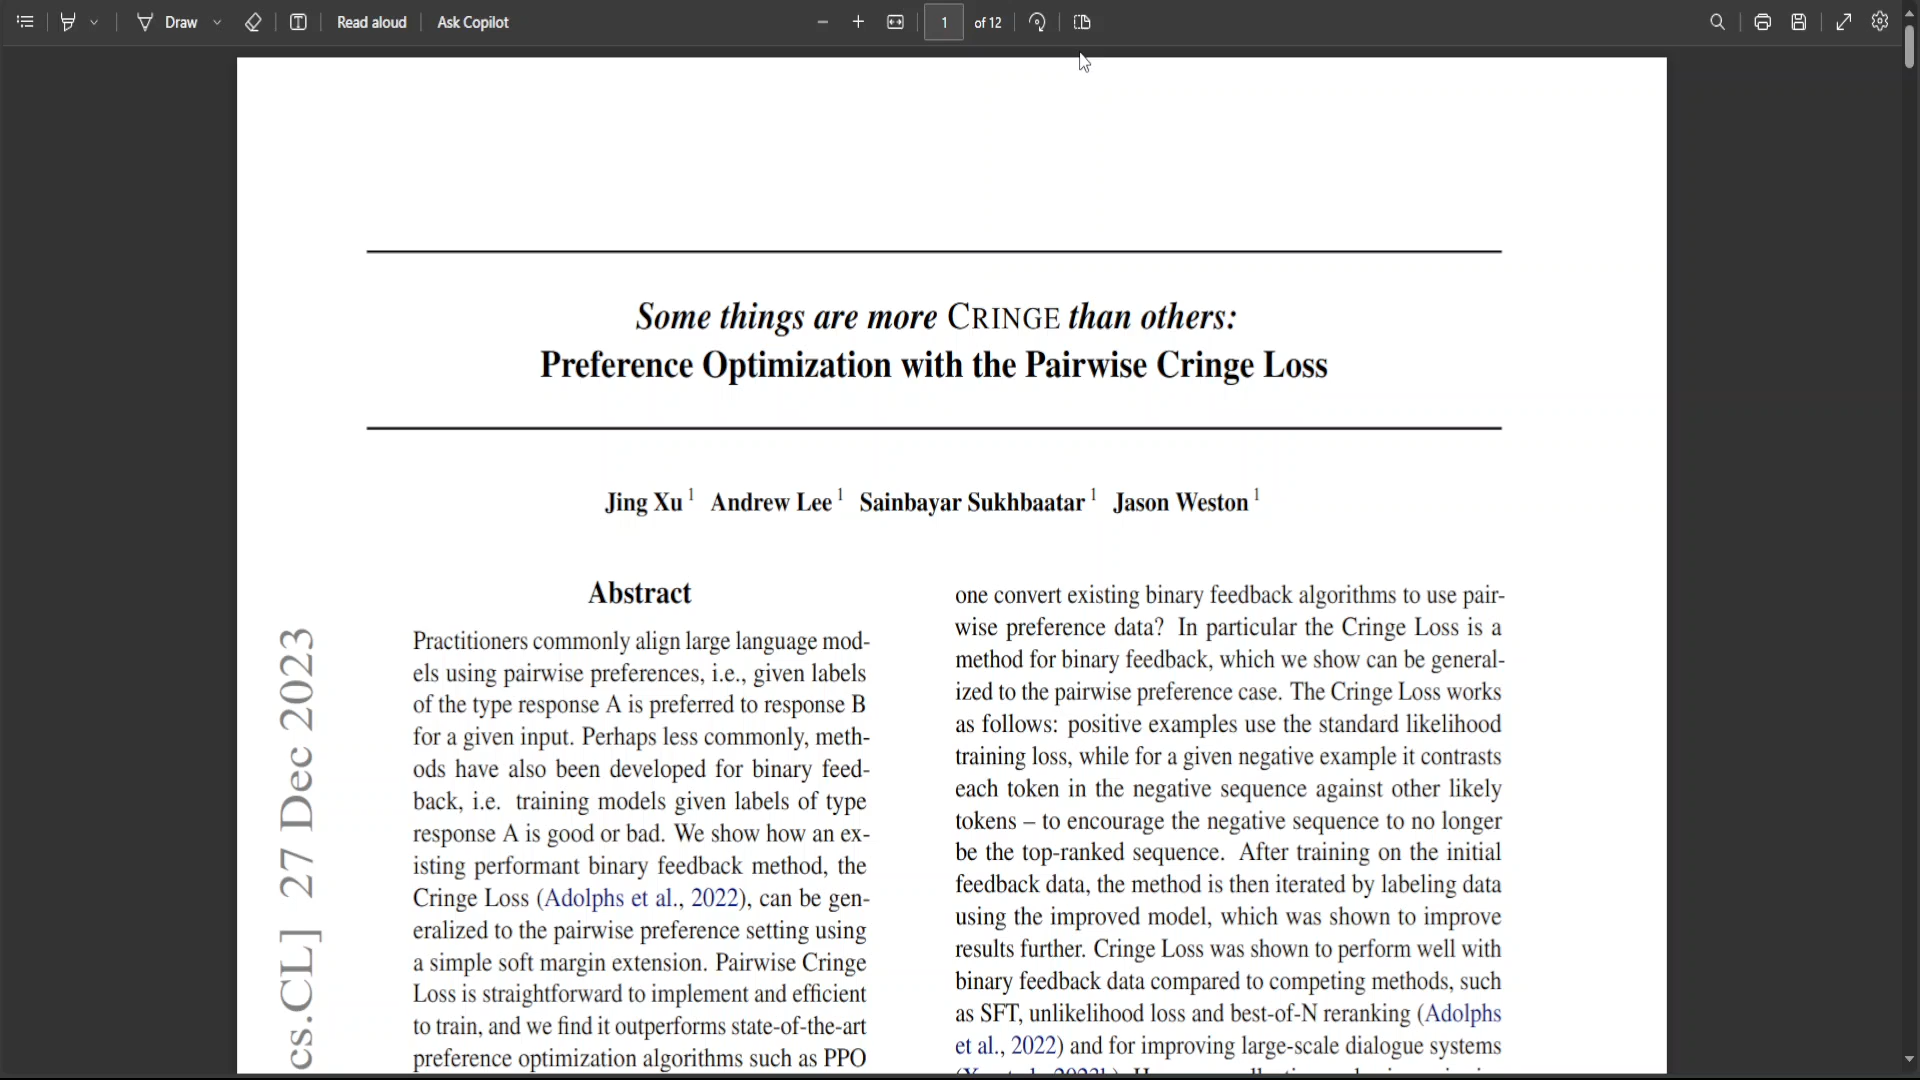 Draw
Read aloud
Ask Copilot
1 of 12
Some things are more CRINGE than others:
Preference Optimization with the Pairwise Cringe Loss
Jing Xu 1 Andrew Lee 1 Sainbayar Sukhbaatar 1 Jason Weston 1
cs.CL] 27 Dec 2023
Abstract
Practitioners commonly align large language mod-
els using pairwise preferences, i.e., given labels
of the type response A is preferred to response B
for a given input. Perhaps less commonly, meth-
ods have also been developed for binary feed-
back, i.e. training models given labels of type
response A is good or bad. We show how an ex-
isting performant binary feedback method, the
Cringe Loss (Adolphs et al., 2022), can be gen-
eralized to the pairwise preference setting using
a simple soft margin extension. Pairwise Cringe
Loss is straightforward to implement and efficient
to train, and we find it outperforms state-of-the-art
preference optimization algorithms such as PPO
one convert existing binary feedback algorithms to use pair-
wise preference data? In particular the Cringe Loss is a
method for binary feedback, which we show can be general-
ized to the pairwise preference case. The Cringe Loss works
as follows: positive examples use the standard likelihood
training loss, while for a given negative example it contrasts
each token in the negative sequence against other likely
tokens – to encourage the negative sequence to no longer
be the top-ranked sequence. After training on the initial
feedback data, the method is then iterated by labeling data
using the improved model, which was shown to improve
results further. Cringe Loss was shown to perform well with
binary feedback data compared to competing methods, such
as SFT, unlikelihood loss and best-of-N reranking (Adolphs
et al., 2022) and for improving large-scale dialogue systems